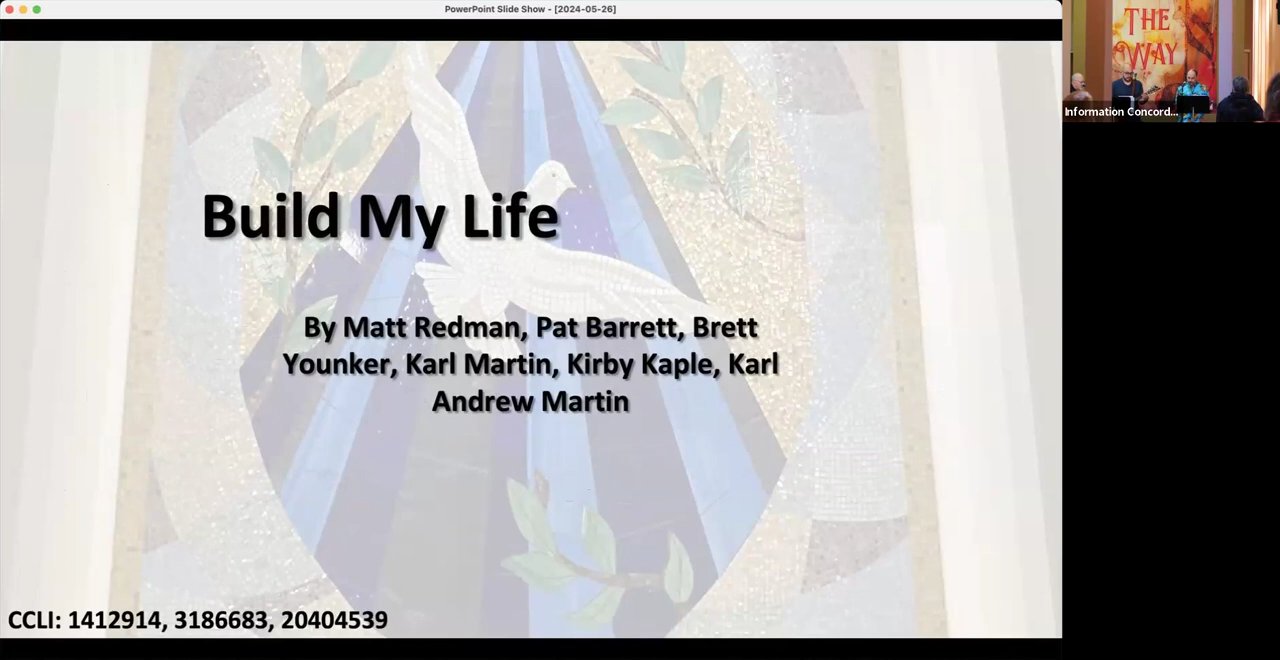 PowerPoint Slide Show - [2024-05-26]
THE
WAY
Information Concord...
Build My Life
By Matt Redman, Pat Barrett, Brett
Younker, Karl Martin, Kirby Kaple, Karl
Andrew Martin
CCLI: 1412914, 3186683, 20404539